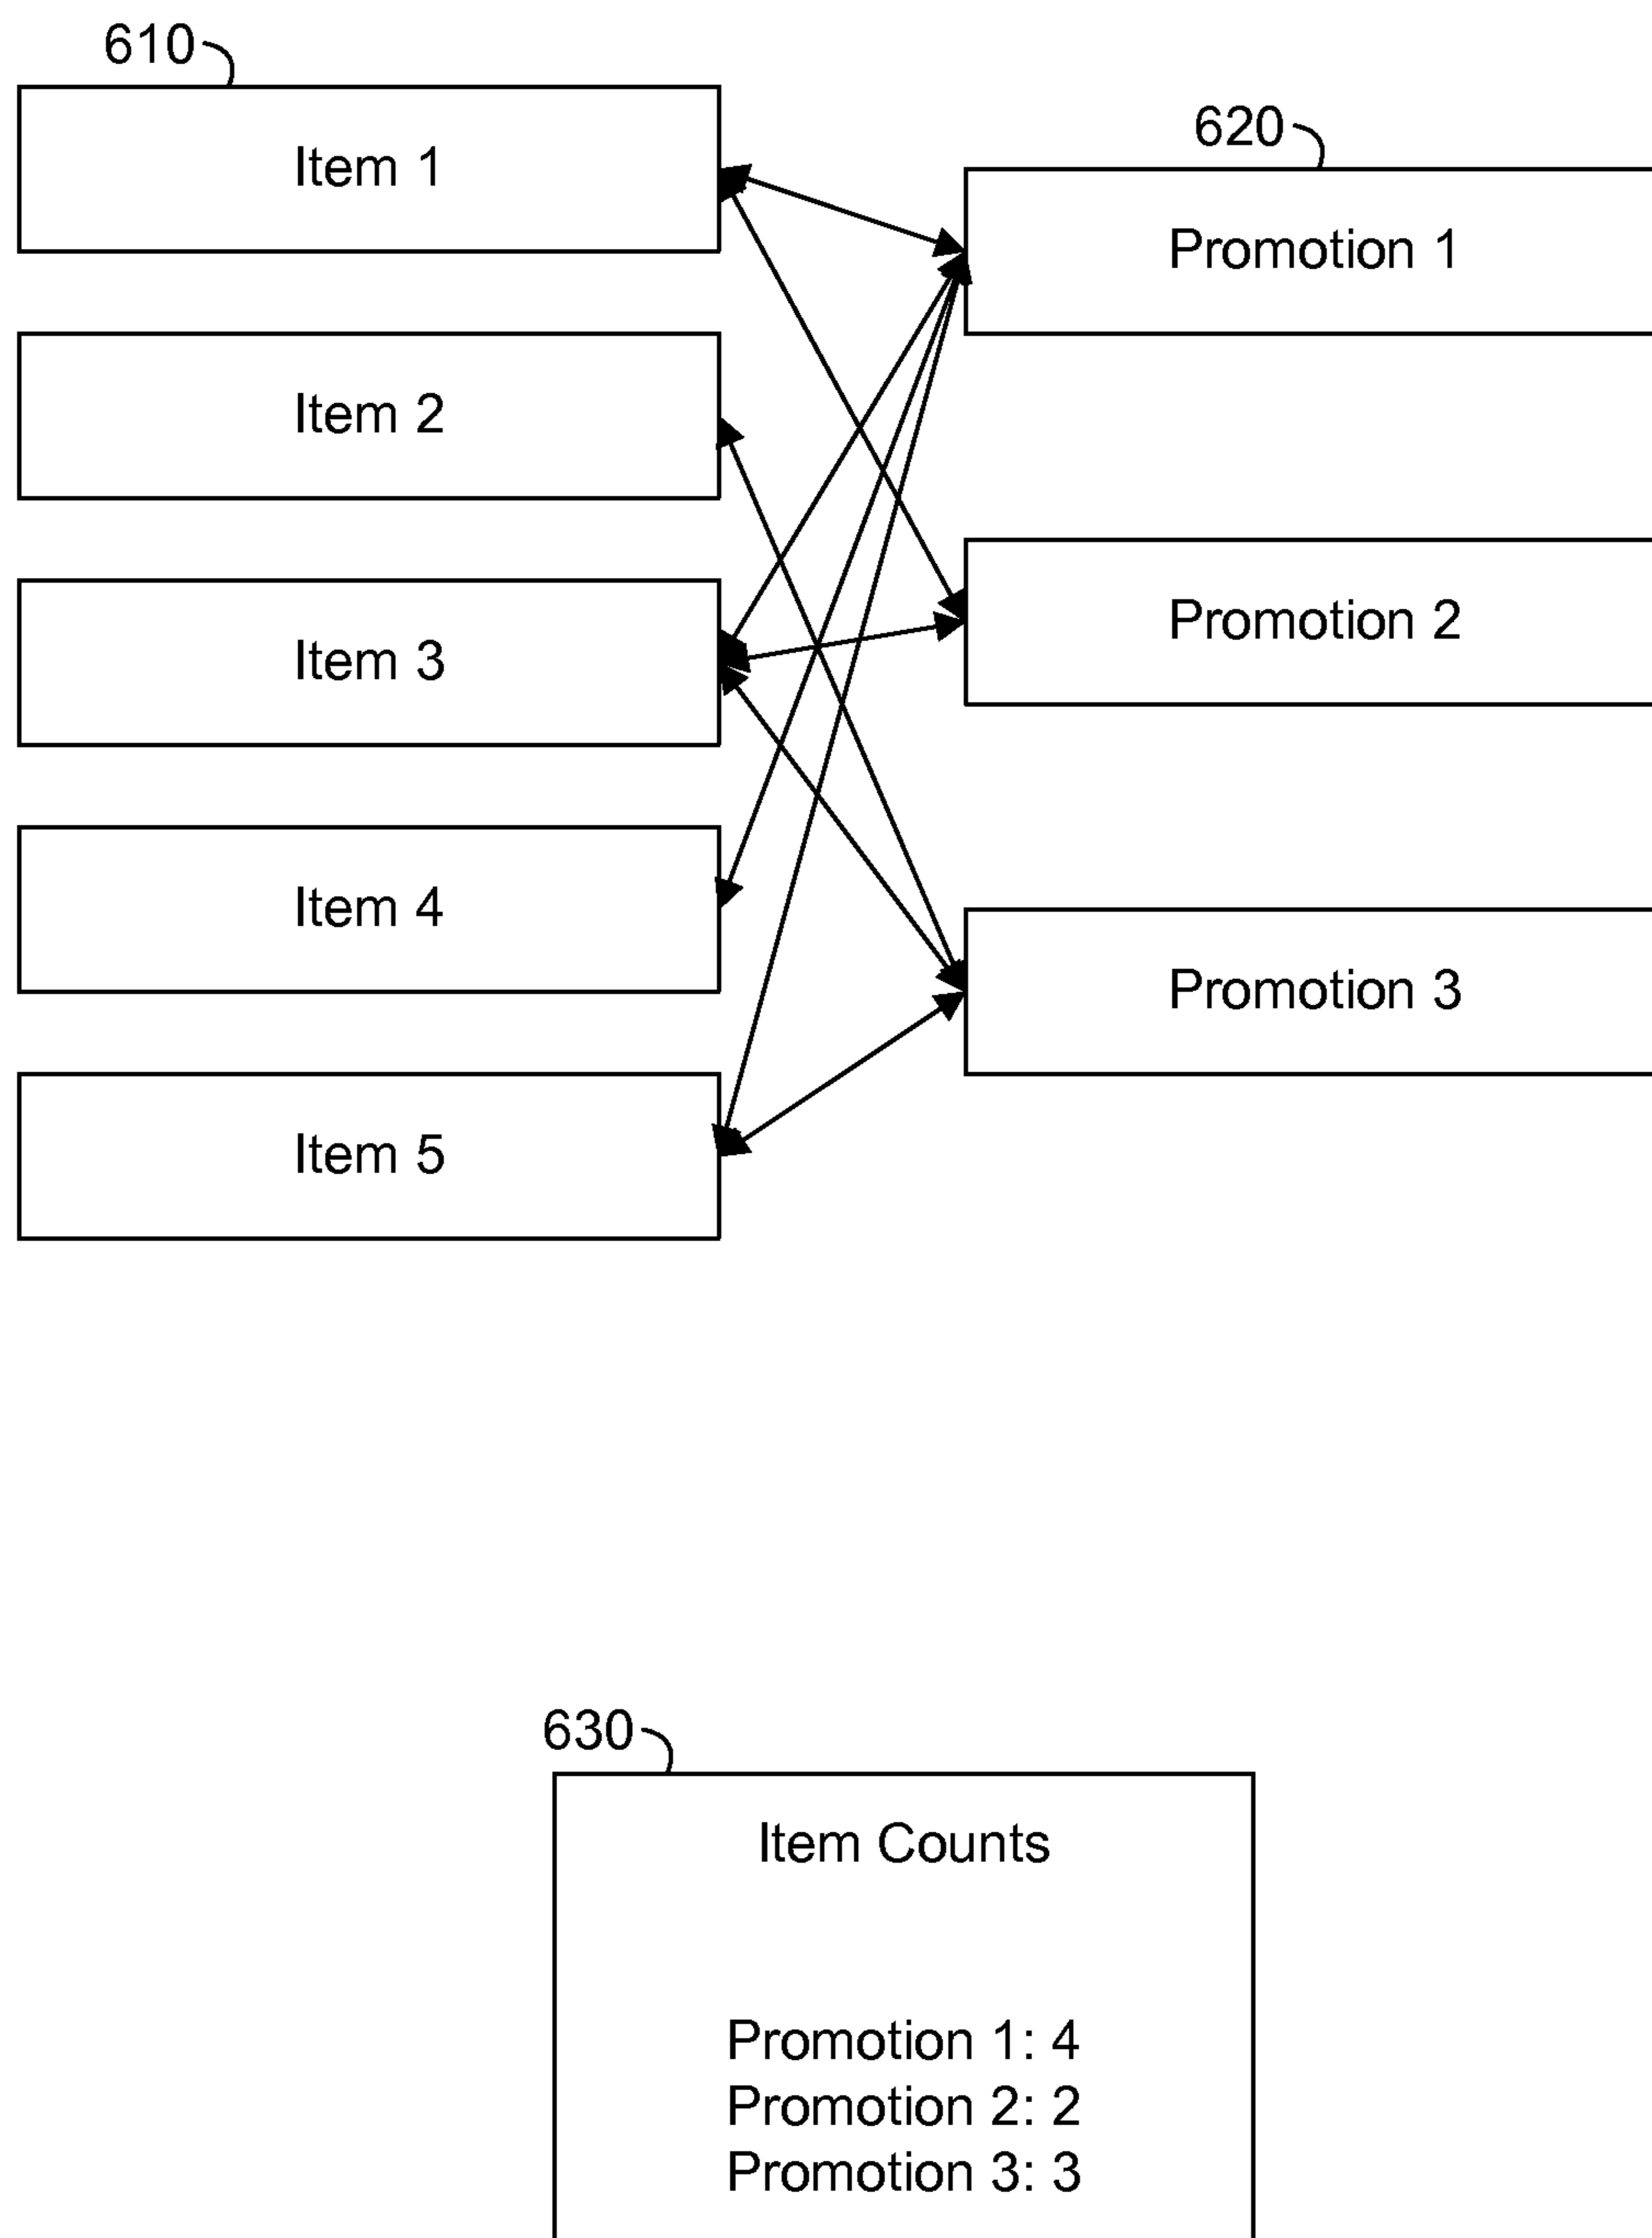 610
Item 1
620
Promotion 1
Item 2
Promotion 2
Item 3
Item 4
Promotion 3
Item 5
630
Item Counts
Promotion 1: 4
Promotion 2: 2
Promotion 3: 3